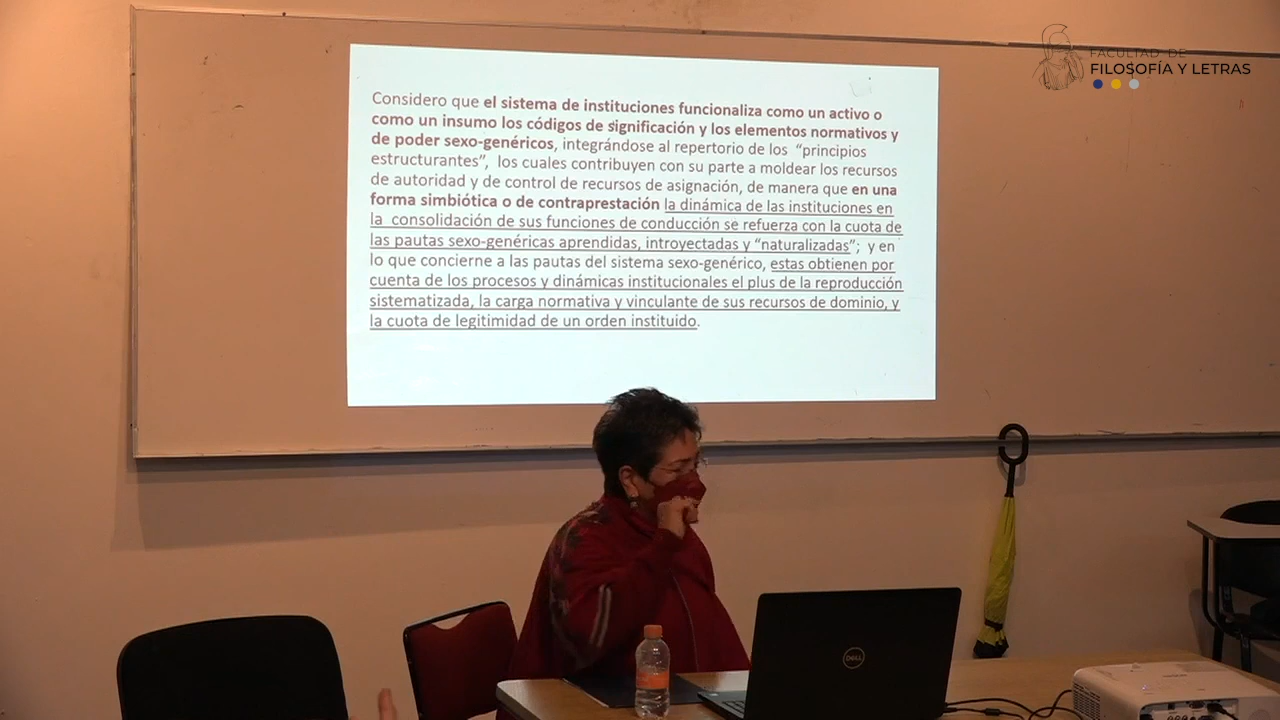 FACULTAD DE
FILOSOFÍA Y LETRAS
Considero que el sistema de instituciones funcionaliza como un activo o
como un insumo los códigos de significación y los elementos normativos y
de poder sexo-genéricos, integrándose al repertorio de los “principios
estructurantes”, los cuales contribuyen con su parte a moldear los recursos
de autoridad y de control de recursos de asignación, de manera que en una
forma simbiótica o de contraprestación la dinámica de las instituciones en
la consolidación de sus funciones de conducción se refuerza con la cuota de
las pautas sexo-genéricas aprendidas, introyectadas y “naturalizadas”; y en
lo que concierne a las pautas del sistema sexo-genérico, estas obtienen por
cuenta de los procesos y dinámicas institucionales el plus de la reproducción
sistematizada, la carga normativa y vinculante de sus recursos de dominio, y
la cuota de legitimidad de un orden instituido.
DELL